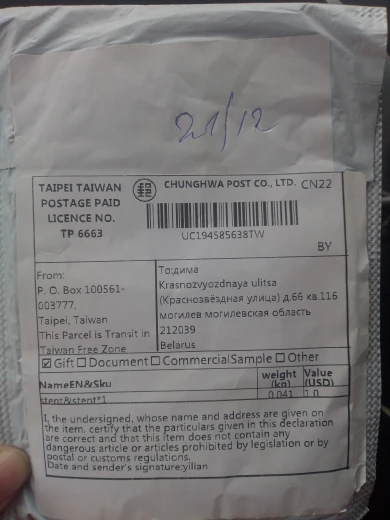 21/12
TAIPEI TAIWAN
POSTAGE PAID
LICENCE NO.
TP 6663
CHUNGHWA POST CO., LTD. CN22
UC194585638TW
BY
From:
P. O. Box 100561-
003777,
Taipei, Taiwan
This Parcel is Transit in
Taiwan Free Zone
To:дима
Krasnozvyozdnaya ulitsa
(Краснозвёздная улица) д.66 кв.116
могилев могилевская область
212039
Belarus
Gift Document Commercial Sample Other
NameEN&Sku weight (kg) Value (USD)
stent&stent*1 0.041 1.0
I, the undersigned, whose name and address are given on
the item, certify that the particulars given in this declaration
are correct and that this item does not contain any
dangerous article or articles prohibited by legislation or by
postal or customs regulations.
Date and sender's signature:yilian